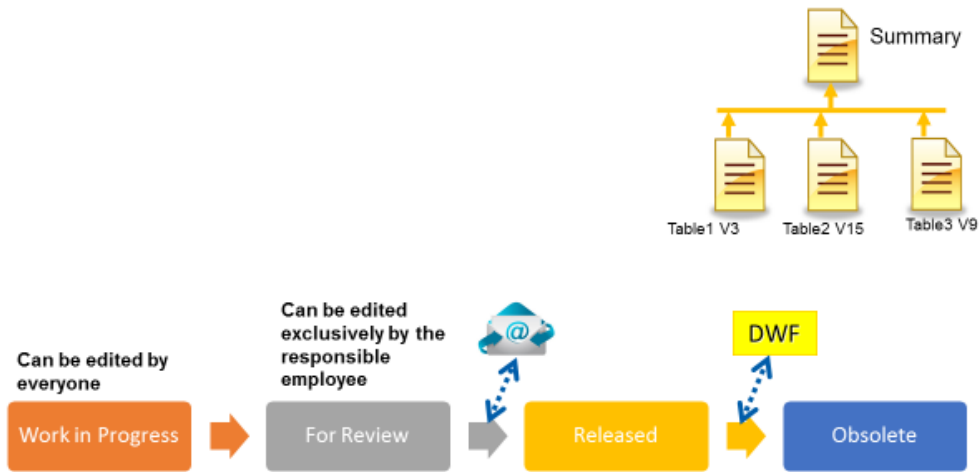 Summary
Table1 V3
Table2 V15
Table3 V9
Can be edited by
everyone
Can be edited
exclusively by the
responsible
employee
@
DWF
Work in Progress
For Review
Released
Obsolete